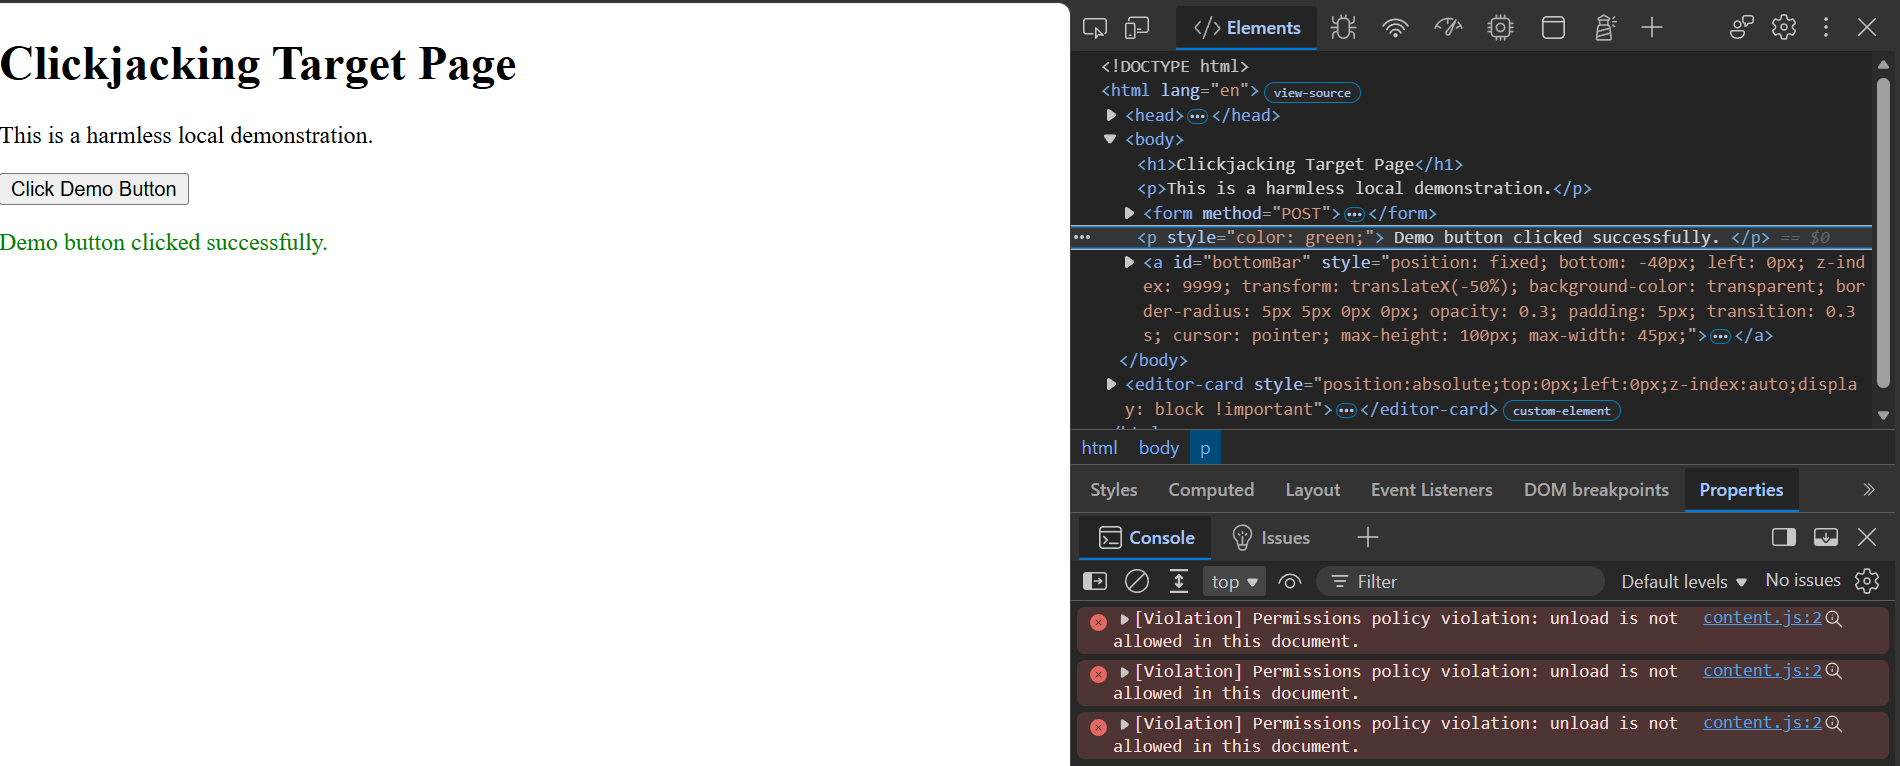 Clickjacking Target Page
This is a harmless local demonstration.
Click Demo Button
Demo button clicked successfully.
Elements
<!DOCTYPE html>
<html lang="en"> view-source
<head> </head>
<body>
<h1>Clickjacking Target Page</h1>
<p>This is a harmless local demonstration.</p>
<form method="POST"> </form>
<p style="color: green;"> Demo button clicked successfully. </p> == $0
<a id="bottomBar" style="position: fixed; bottom: -40px; left: 0px; z-ind
ex: 9999; transform: translateX(-50%); background-color: transparent; bor
der-radius: 5px 5px 0px 0px; opacity: 0.3; padding: 5px; transition: 0.3
s; cursor: pointer; max-height: 100px; max-width: 45px;"> </a>
</body>
<editor-card style="position:absolute;top:0px;left:0px;z-index:auto;displa
y: block !important"> </editor-card> custom-element
html body p
Styles Computed Layout Event Listeners DOM breakpoints Properties
Console Issues
top Filter Default levels No issues
[Violation] Permissions policy violation: unload is not content.js:2
allowed in this document.
[Violation] Permissions policy violation: unload is not content.js:2
allowed in this document.
[Violation] Permissions policy violation: unload is not content.js:2
allowed in this document.